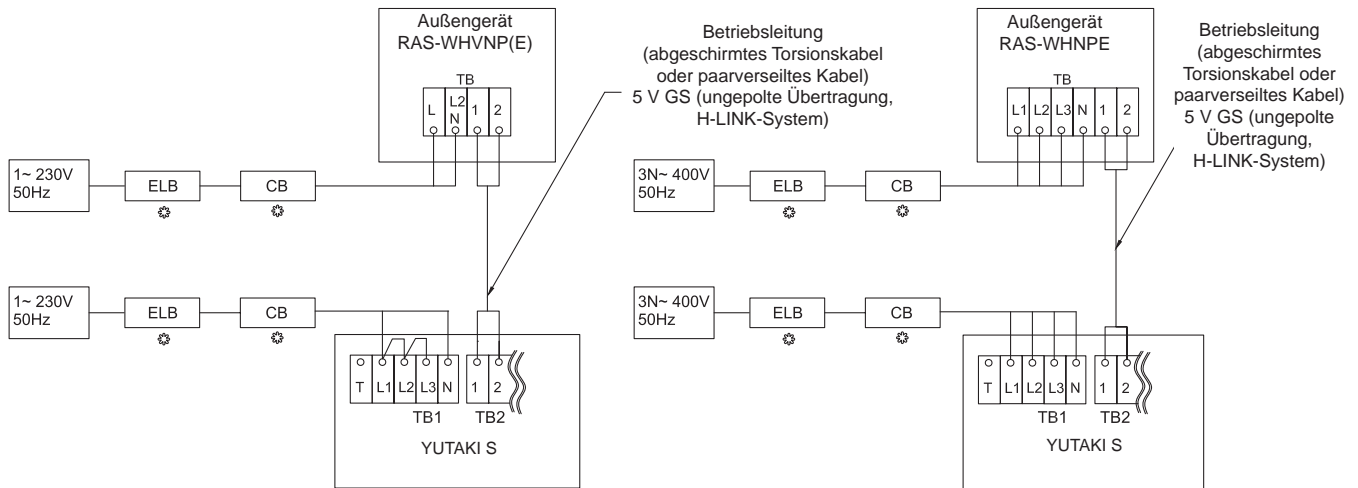 Außengerät
RAS-WHVNP(E)
TB
L
L2
N
1
2
Betriebsleitung
(abgeschirmtes Torsionskabel
oder paarverseiltes Kabel)
5 V GS (ungepolte Übertragung,
H-LINK-System)
1~ 230V
50Hz
ELB
CB
1~ 230V
50Hz
ELB
CB
T
L1
L2
L3
N
1
2
TB1
TB2
YUTAKI S
Außengerät
RAS-WHNPE
TB
L1
L2
L3
N
1
2
Betriebsleitung
(abgeschirmtes
Torsionskabel oder
paarverseiltes Kabel)
5 V GS (ungepolte
Übertragung,
H-LINK-System)
3N~ 400V
50Hz
ELB
CB
3N~ 400V
50Hz
ELB
CB
T
L1
L2
L3
N
1
2
TB1
TB2
YUTAKI S